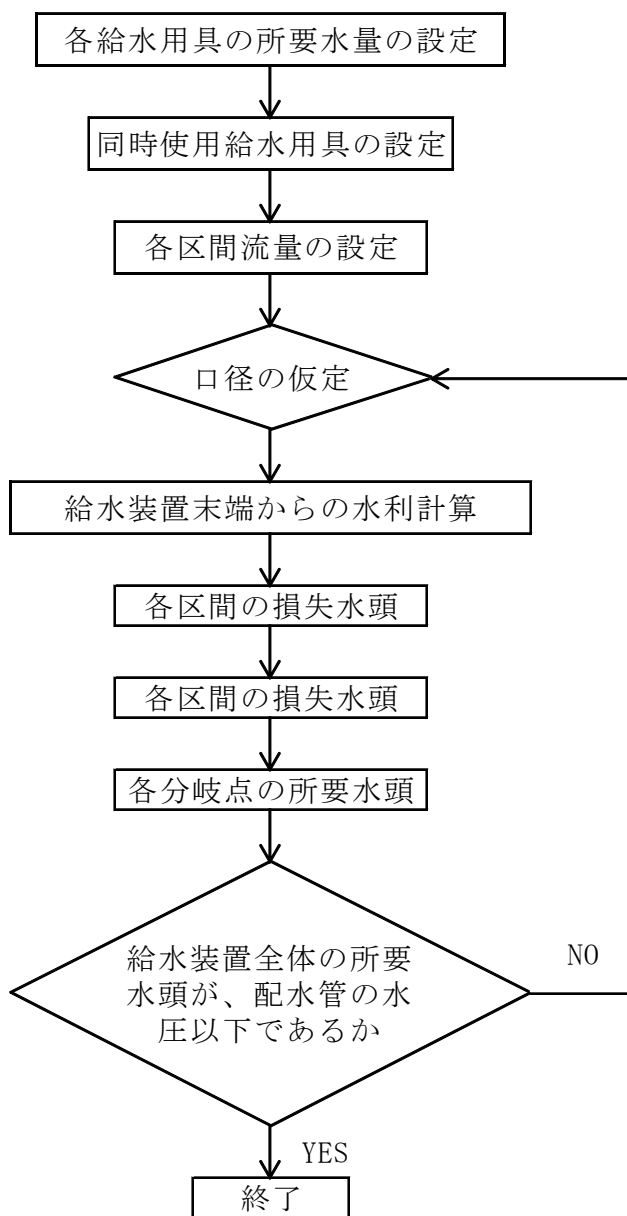 各給水用具の所要水量の設定
同時使用給水用具の設定
各区間流量の設定
口径の仮定
給水装置末端からの水利計算
各区間の損失水頭
各区間の損失水頭
各分岐点の所要水頭
給水装置全体の所要
水頭が、配水管の水
圧以下であるか
NO
YES
終了